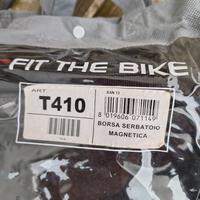 FIT THE BIKE
ART.
T410
EAN 13
8 019606 071149
BORSA SERBATOIO
MAGNETICA